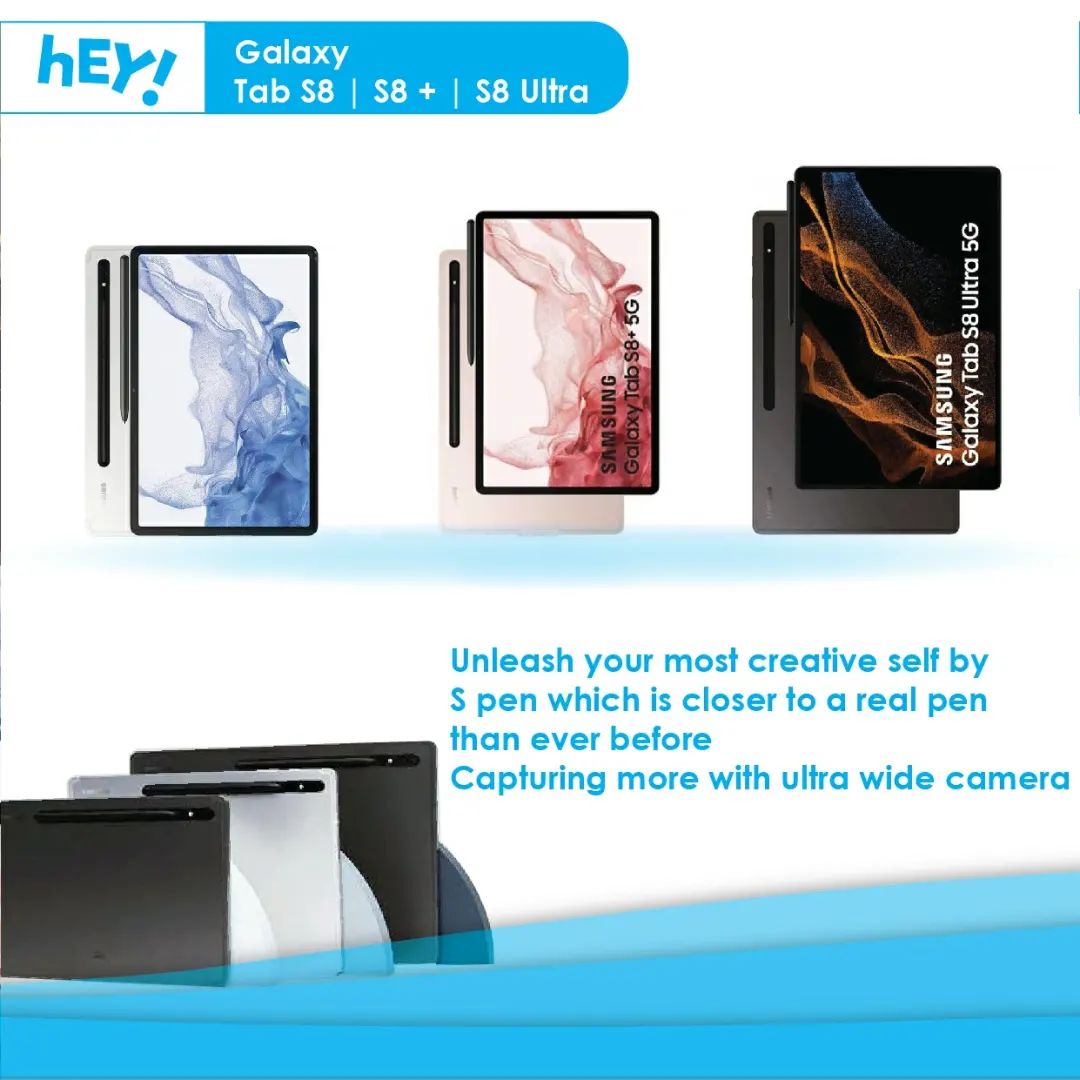 hEY!
Galaxy
Tab S8 | S8 + | S8 Ultra
SAMSUNG
Galaxy Tab S8+ 5G
SAMSUNG
Galaxy Tab S8 Ultra 5G
Unleash your most creative self by
S pen which is closer to a real pen
than ever before
Capturing more with ultra wide camera